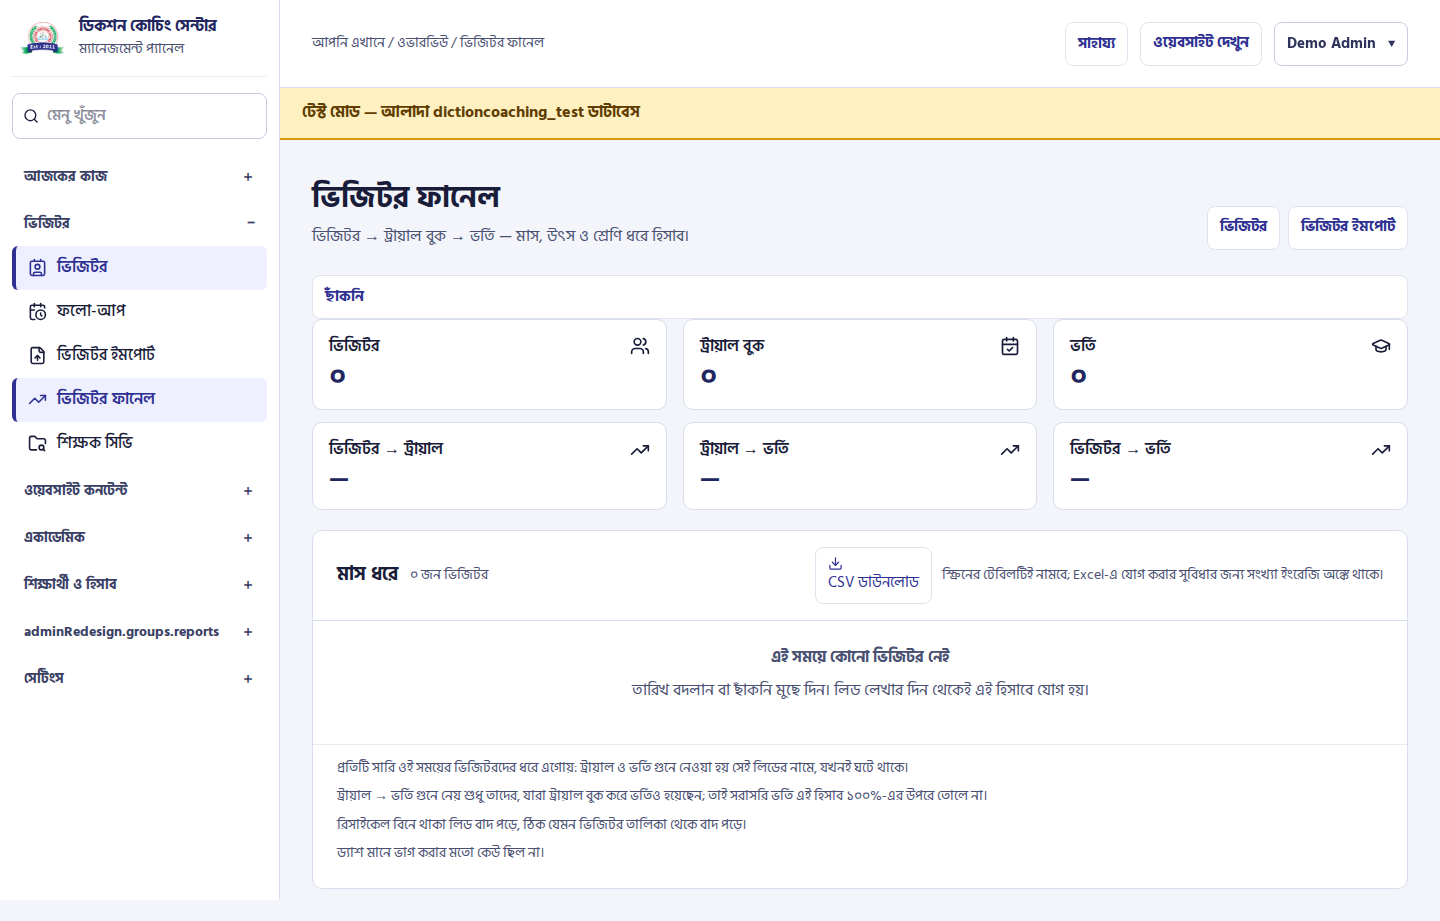 ডিকশন কোচিং সেন্টার
ম্যানেজমেন্ট প্যানেল
Est : 2011
মেনু খুঁজুন
আজকের কাজ +
ভিজিটর −
ভিজিটর
ফলো-আপ
ভিজিটর ইমপোর্ট
ভিজিটর ফানেল
শিক্ষক সিভি
ওয়েবসাইট কনটেন্ট +
একাডেমিক +
শিক্ষার্থী ও হিসাব +
adminRedesign.groups.reports +
সেটিংস +
আপনি এখানে / ওভারভিউ / ভিজিটর ফানেল
সাহায্য
ওয়েবসাইট দেখুন
Demo Admin ▾
টেস্ট মোড — আলাদা dictioncoaching_test ডাটাবেস
ভিজিটর ফানেল
ভিজিটর → ট্রায়াল বুক → ভর্তি — মাস, উৎস ও শ্রেণি ধরে হিসাব।
ভিজিটর
ভিজিটর ইমপোর্ট
ছাঁকনি
ভিজিটর
০
ট্রায়াল বুক
০
ভর্তি
০
ভিজিটর → ট্রায়াল
—
ট্রায়াল → ভর্তি
—
ভিজিটর → ভর্তি
—
মাস ধরে ০ জন ভিজিটর
CSV ডাউনলোড
স্ক্রিনের টেবিলটিই নামবে; Excel-এ যোগ করার সুবিধার জন্য সংখ্যা ইংরেজি অঙ্কে থাকে।
এই সময়ে কোনো ভিজিটর নেই
তারিখ বদলান বা ছাঁকনি মুছে দিন। লিড লেখার দিন থেকেই এই হিসাবে যোগ হয়।
প্রতিটি সারি ওই সময়ের ভিজিটরদের ধরে এগোয়: ট্রায়াল ও ভর্তি গুনে নেওয়া হয় সেই লিডের নামে, যখনই ঘটে থাকে।
ট্রায়াল → ভর্তি গুনে নেয় শুধু তাদের, যারা ট্রায়াল বুক করে ভর্তিও হয়েছেন; তাই সরাসরি ভর্তি এই হিসাব ১০০%-এর উপরে তোলে না।
রিসাইকেল বিনে থাকা লিড বাদ পড়ে, ঠিক যেমন ভিজিটর তালিকা থেকে বাদ পড়ে।
ড্যাশ মানে ভাগ করার মতো কেউ ছিল না।